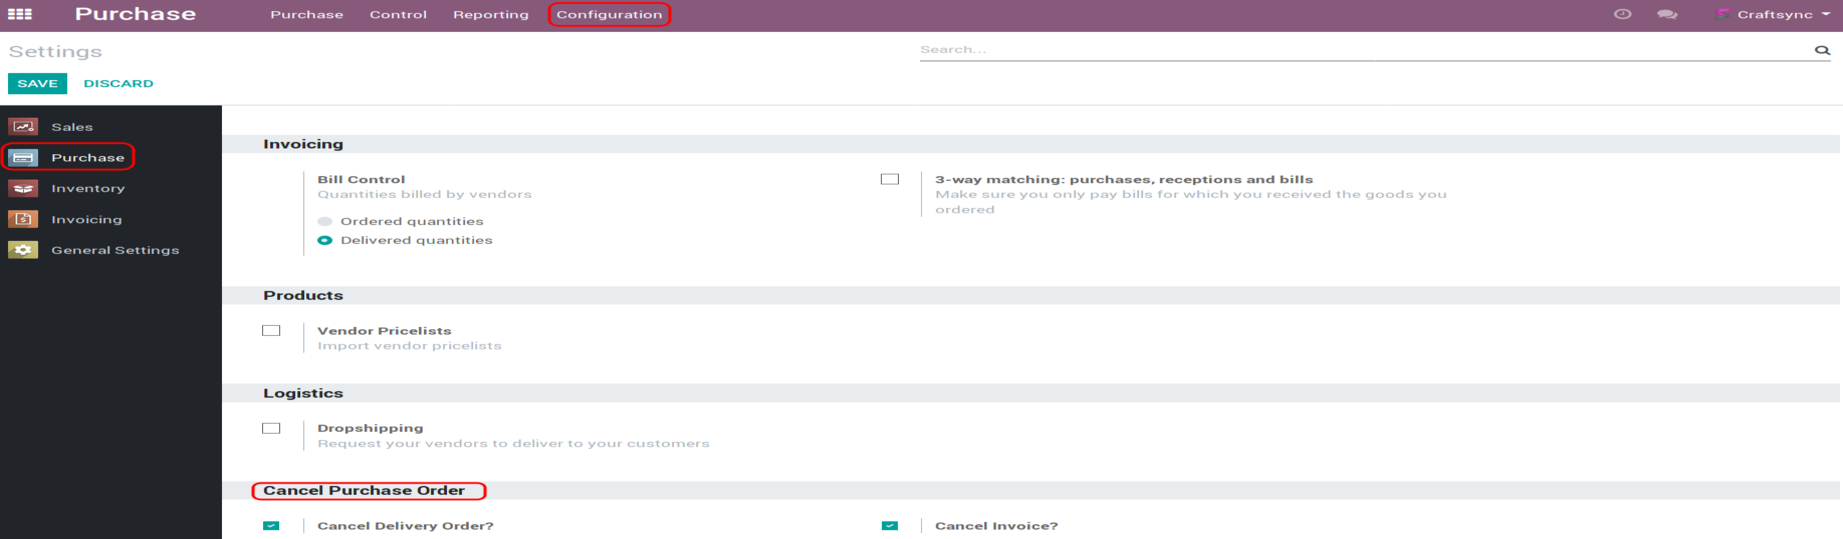 Purchase
Purchase Control Reporting Configuration
Craftsync
Settings
Search...
SAVE DISCARD
Sales
Purchase
Inventory
Invoicing
General Settings
Invoicing
Bill Control
Quantities billed by vendors
Ordered quantities
Delivered quantities
3-way matching: purchases, receptions and bills
Make sure you only pay bills for which you received the goods you
ordered
Products
Vendor Pricelists
Import vendor pricelists
Logistics
Dropshipping
Request your vendors to deliver to your customers
Cancel Purchase Order
Cancel Delivery Order?
Cancel Invoice?